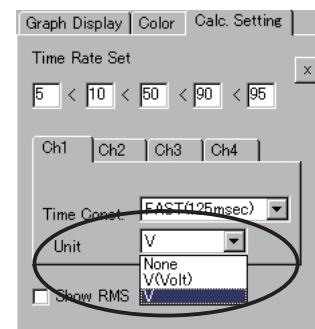 Graph Display Color Calc. Setting
Time Rate Set
x
5 < 10 < 50 < 90 < 95
Ch1 Ch2 Ch3 Ch4
Time Const. FAST(125msec)
Unit V
None
V(Volt)
Show RMS V